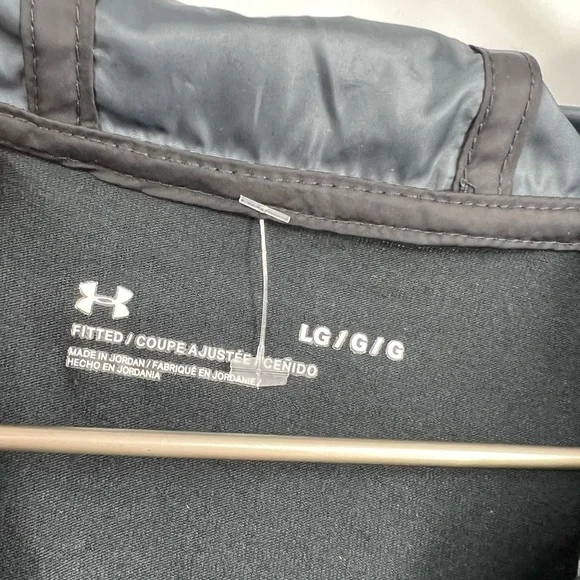 FITTED / COUPE AJUSTÉE / CEÑIDO
MADE IN JORDAN / FABRIQUÉ EN JORDANIE /
HECHO EN JORDANIA
LG / G / G